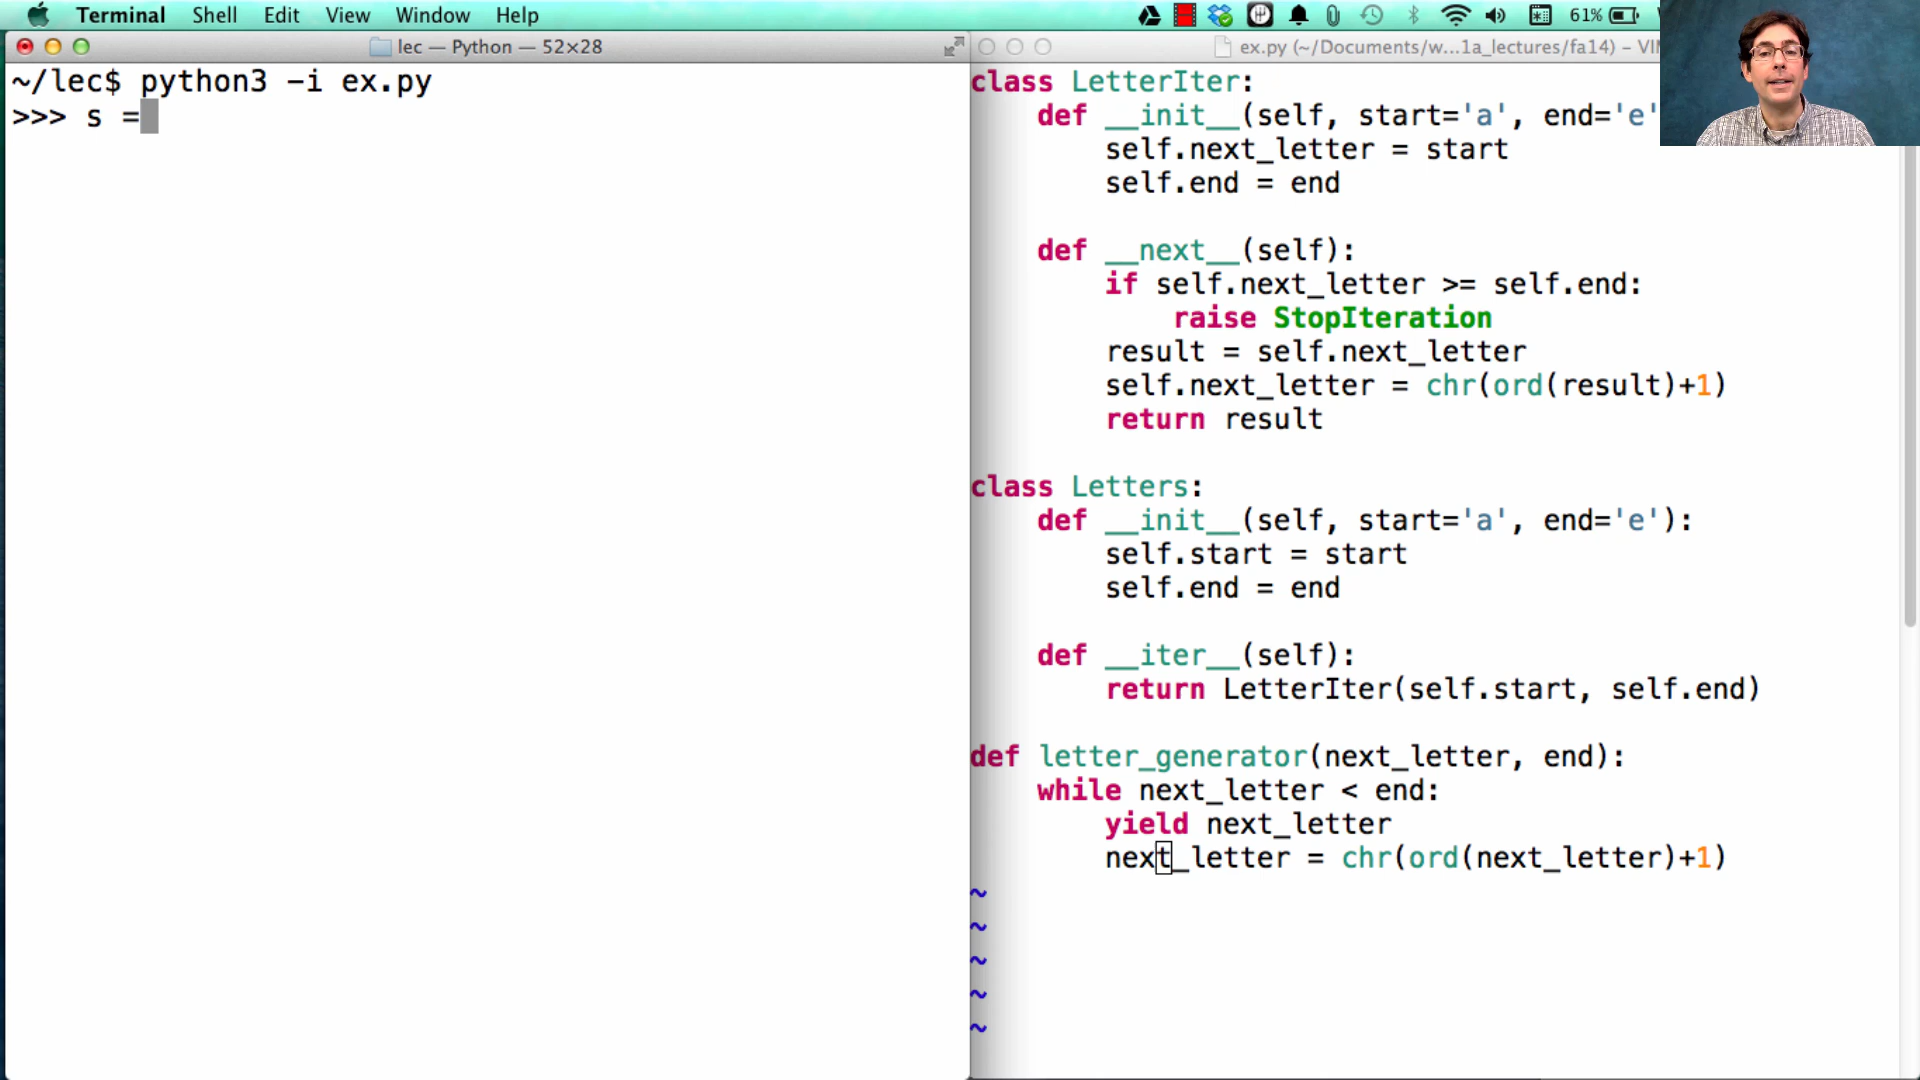 Terminal Shell Edit View Window Help 61%
lec — Python — 52×28
~/lec$ python3 -i ex.py
>>> s =
ex.py (~/Documents/w...1a_lectures/fa14) – VI
class LetterIter:
    def __init__(self, start='a', end='e'
        self.next_letter = start
        self.end = end
    def __next__(self):
        if self.next_letter >= self.end:
            raise StopIteration
        result = self.next_letter
        self.next_letter = chr(ord(result)+1)
        return result
class Letters:
    def __init__(self, start='a', end='e'):
        self.start = start
        self.end = end
    def __iter__(self):
        return LetterIter(self.start, self.end)
def letter_generator(next_letter, end):
    while next_letter < end:
        yield next_letter
        next_letter = chr(ord(next_letter)+1)
~
~
~
~
~